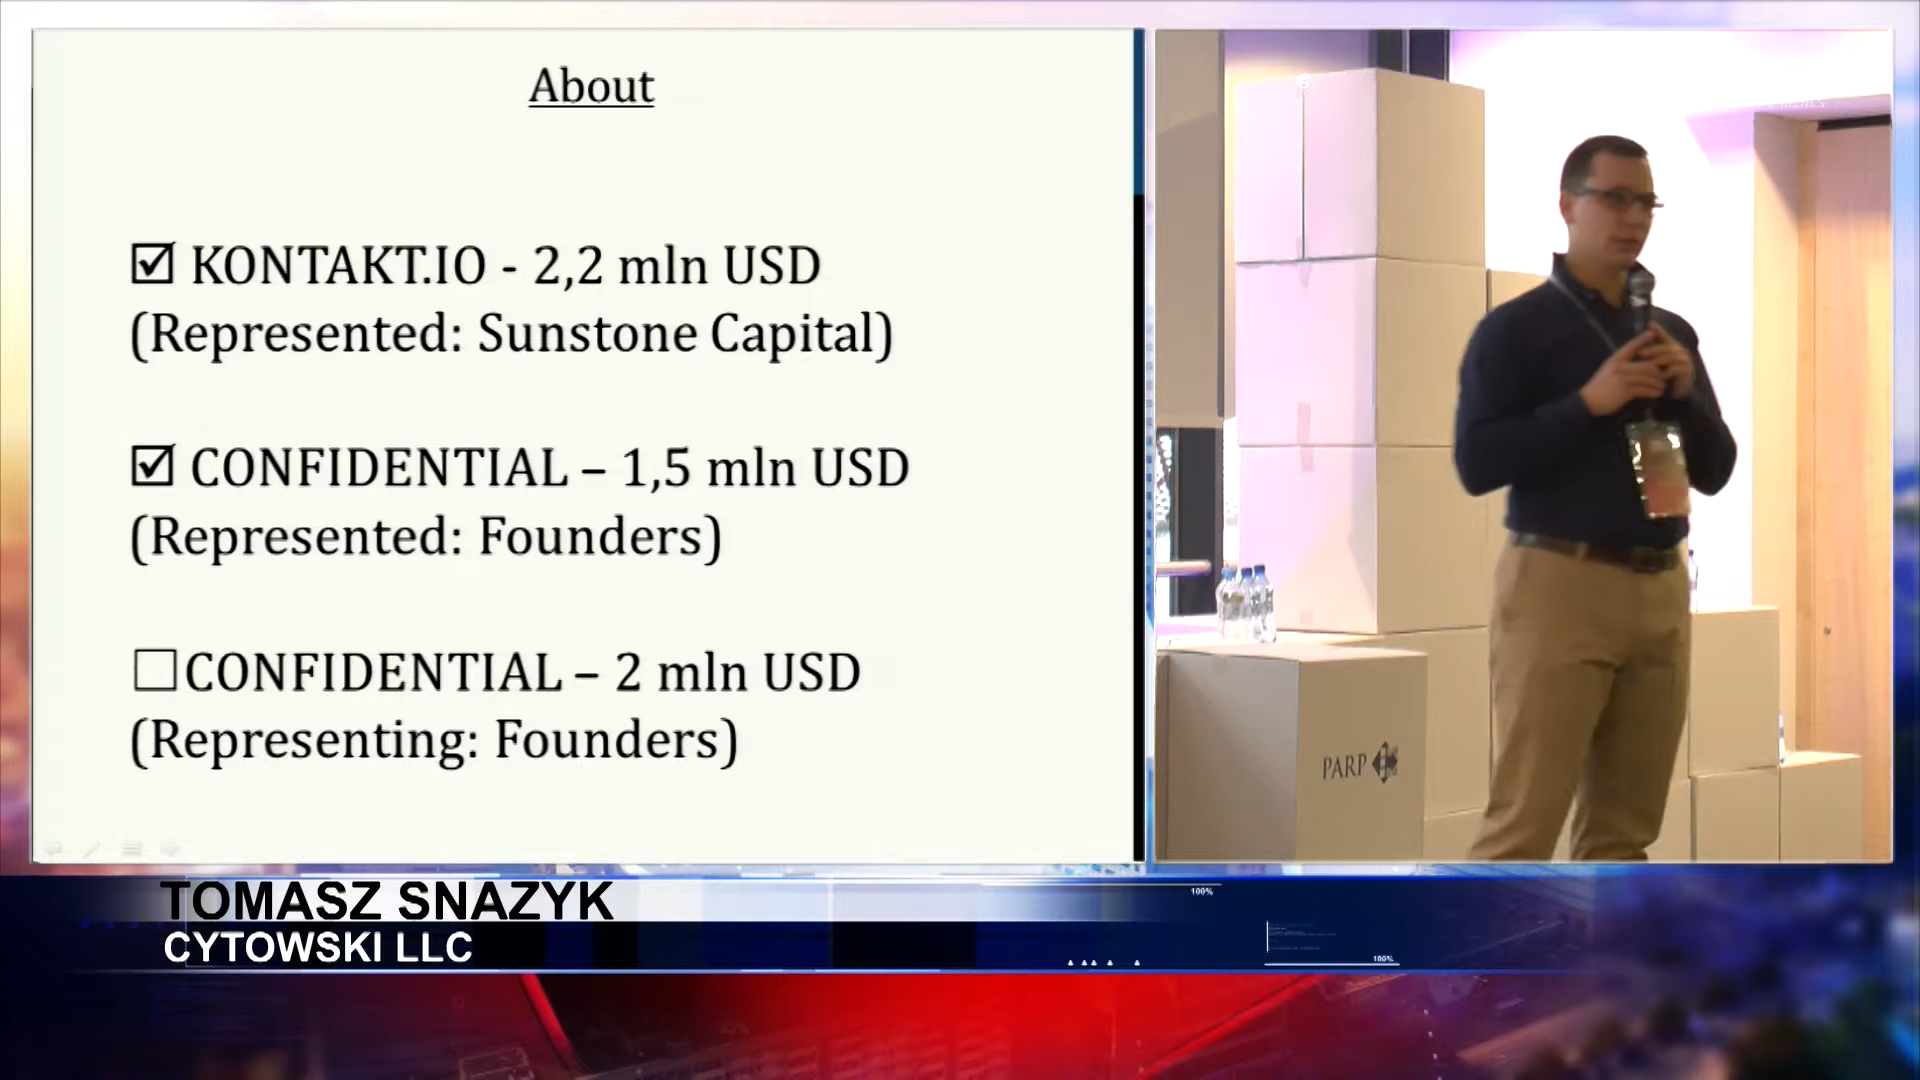 About
☑ KONTAKT.IO - 2,2 mln USD
(Represented: Sunstone Capital)
☑ CONFIDENTIAL – 1,5 mln USD
(Represented: Founders)
☐ CONFIDENTIAL – 2 mln USD
(Representing: Founders)
PARP
TOMASZ SNAZYK
CYTOWSKI LLC
100%
100%